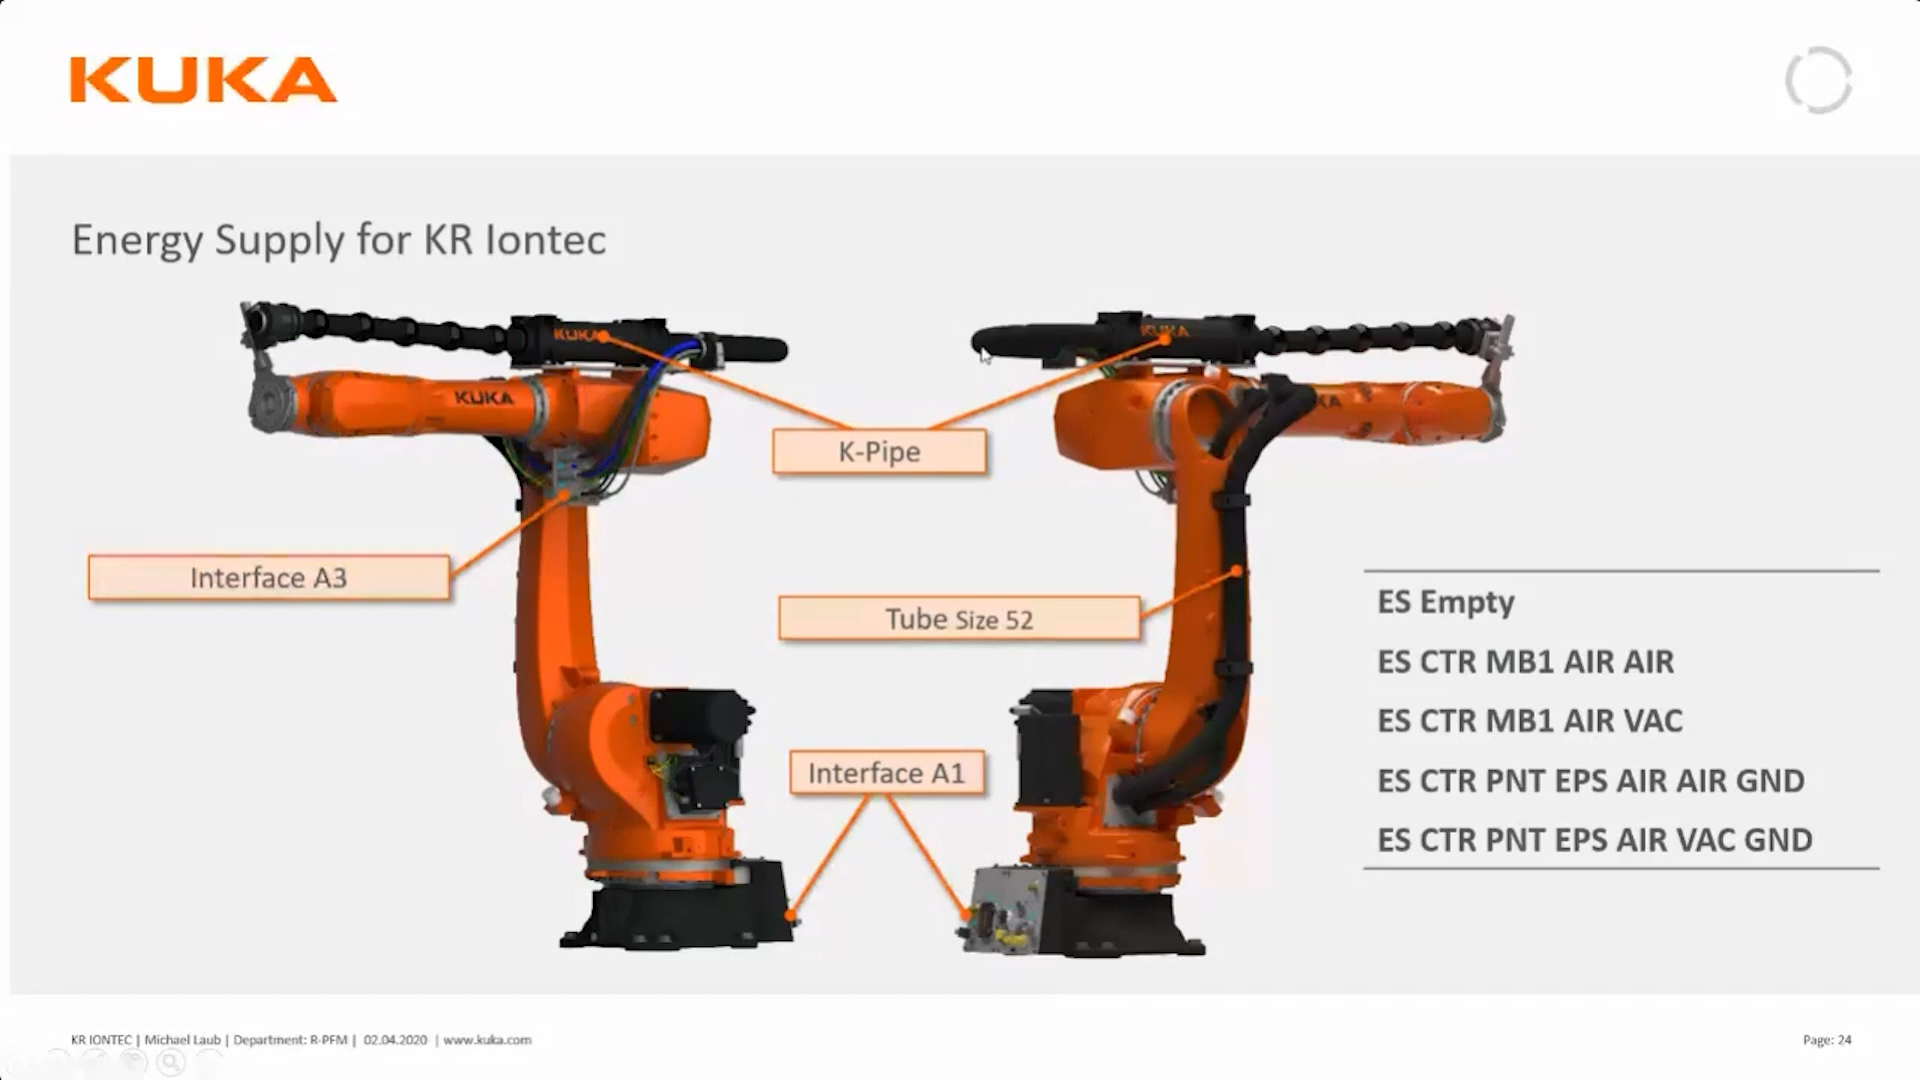 KUKA
Energy Supply for KR Iontec
KUKA
KUKA
KUKA
K-Pipe
Interface A3
Tube Size 52
ES Empty
ES CTR MB1 AIR AIR
ES CTR MB1 AIR VAC
Interface A1
ES CTR PNT EPS AIR AIR GND
ES CTR PNT EPS AIR VAC GND
KR IONTEC | Michael Laub | Department: R-PFM | 02.04.2020 | www.kuka.com
Page: 24